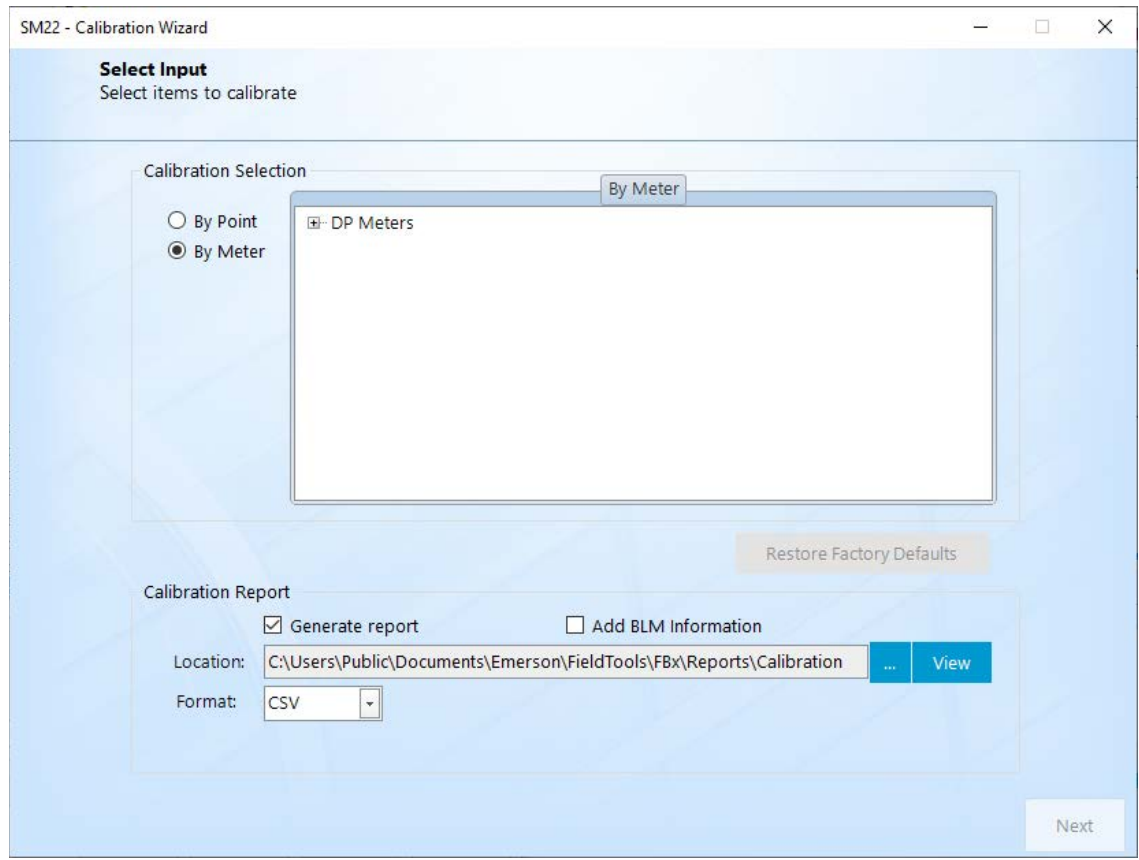 SM22 - Calibration Wizard
Select Input
Select items to calibrate
Calibration Selection
By Meter
By Point
By Meter
DP Meters
Restore Factory Defaults
Calibration Report
Generate report
Add BLM Information
Location: C:\Users\Public\Documents\Emerson\FieldTools\FBx\Reports\Calibration ... View
Format: CSV
Next